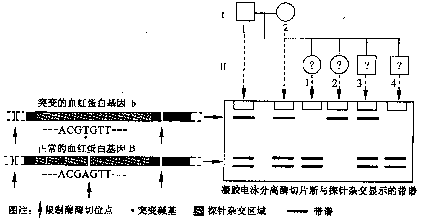 I
1
2
II
?
?
?
?
1
2
3
4
突变的血红蛋白基因 b
---ACGTGTT---
正常的血红蛋白基因 B
---ACGAGTT---
凝胶电泳分离酶切片断与探针杂交显示的带谱
图注: 限制酶酶切位点 突变碱基 探针杂交区域 带谱